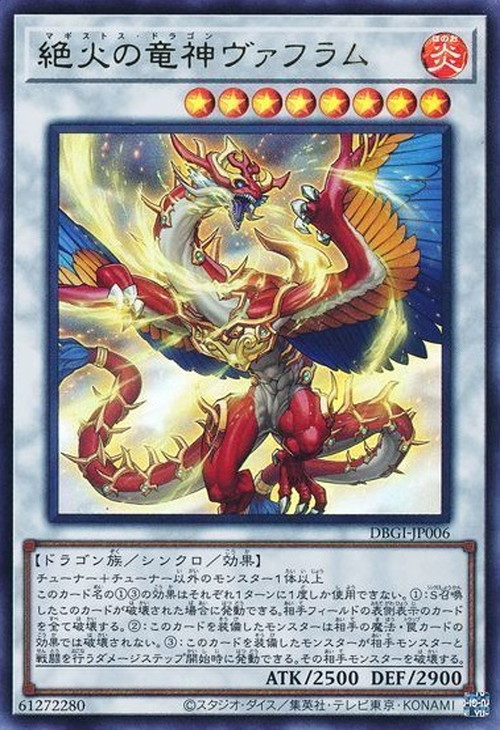 マギストス・ドラゴン
絶火の竜神ヴァフラム
ほのお
炎
DBGI-JP006
【ドラゴン族／シンクロ／効果】
チューナー＋チューナー以外のモンスター1体以上
このカード名の①③の効果はそれぞれ1ターンに1度しか使用できない。①：S召喚
したこのカードが破壊された場合に発動できる。相手フィールドの表側表示のカード
を全て破壊する。②：このカードを装備したモンスターは相手の魔法・罠カードの
効果では破壊されない。③：このカードを装備したモンスターが相手モンスターと
戦闘を行うダメージステップ開始時に発動できる。その相手モンスターを破壊する。
ATK/2500 DEF/2900
61272280
©スタジオ・ダイス／集英社・テレビ東京・KONAMI